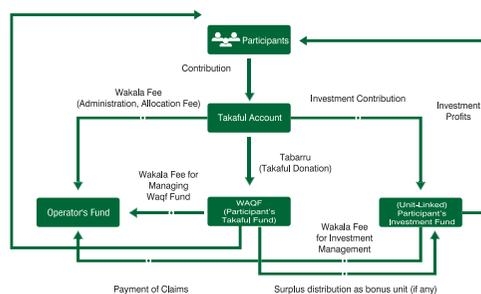 Participants
Contribution
Wakala Fee
(Administration, Allocation Fee)
Investment Contribution
Investment
Profits
Takaful Account
Tabarru
(Takaful Donation)
Wakala Fee for
Managing
Waqf Fund
Operator's Fund
WAQF
(Participant's
Takaful Fund)
(Unit-Linked)
Participant's
Investment Fund
Wakala Fee
for Investment
Management
Payment of Claims
Surplus distribution as bonus unit (if any)